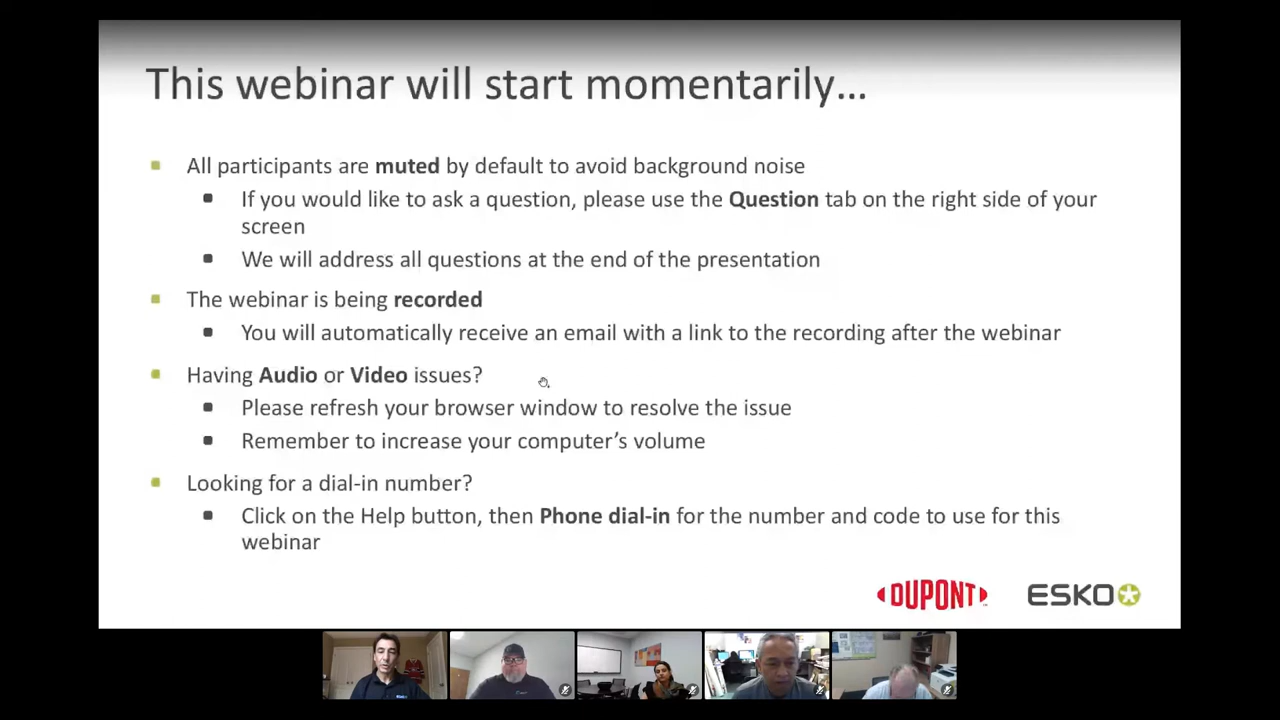 This webinar will start momentarily...
All participants are muted by default to avoid background noise
If you would like to ask a question, please use the Question tab on the right side of your
screen
We will address all questions at the end of the presentation
The webinar is being recorded
You will automatically receive an email with a link to the recording after the webinar
Having Audio or Video issues?
Please refresh your browser window to resolve the issue
Remember to increase your computer’s volume
Looking for a dial-in number?
Click on the Help button, then Phone dial-in for the number and code to use for this
webinar
DUPONT ESKO